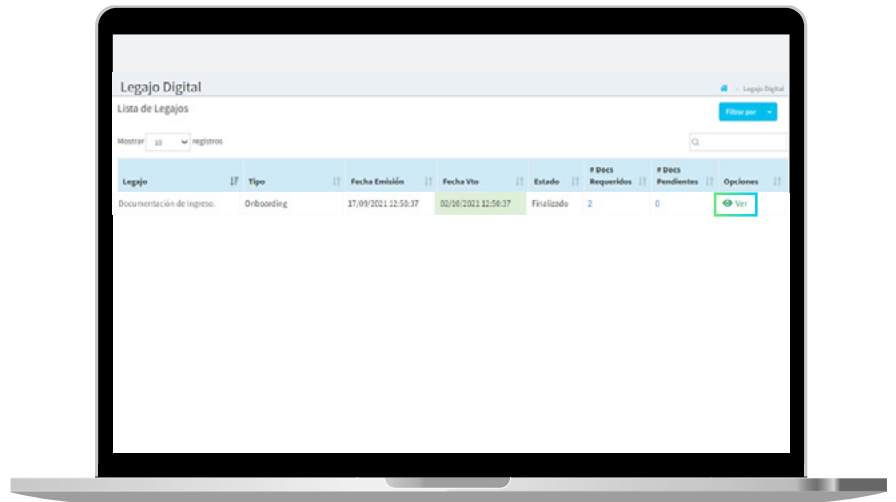 Legajo Digital
Legajo Digital
Lista de Legajos
Filtrar por
Mostrar 10 registros
Legajo Tipo Fecha Emisión Fecha Vto Estado # Docs Requeridos # Docs Pendientes Opciones
Documentación de Ingreso. Onboarding 17/09/2021 12:50:37 02/10/2021 12:50:37 Finalizado 2 0 Ver